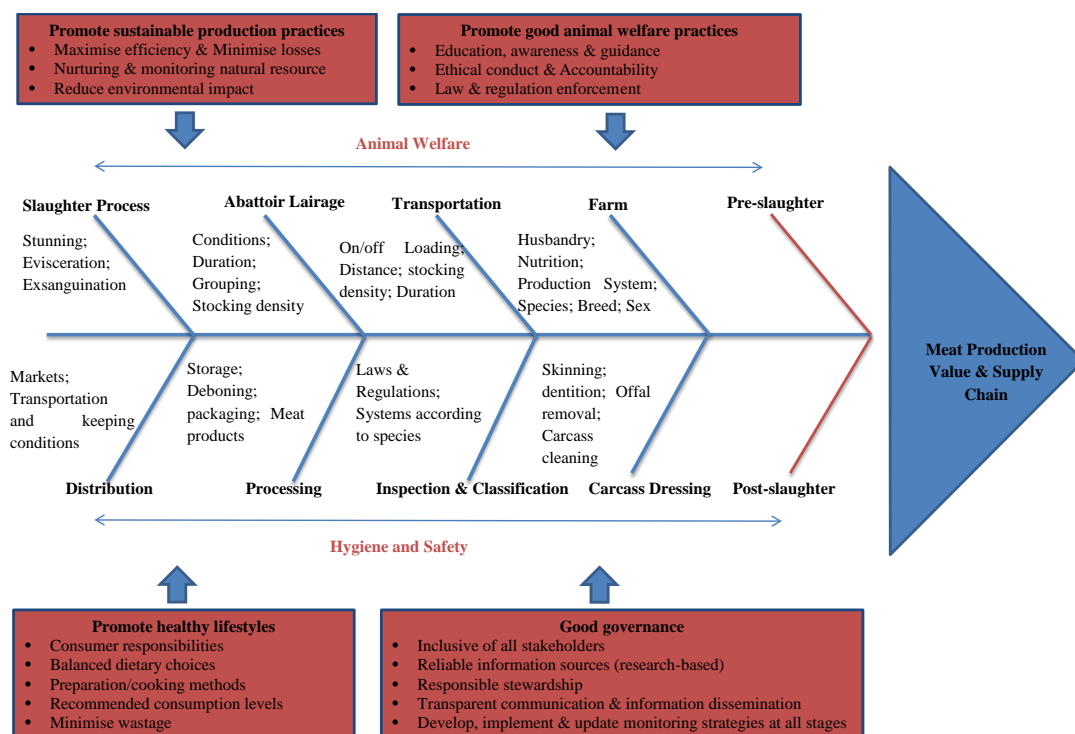 Promote sustainable production practices
• Maximise efficiency & Minimise losses
• Nurturing & monitoring natural resource
• Reduce environmental impact
Promote good animal welfare practices
• Education, awareness & guidance
• Ethical conduct & Accountability
• Law & regulation enforcement
Animal Welfare
Slaughter Process
Stunning;
Evisceration;
Exsanguination
Abattoir Lairage
Conditions;
Duration;
Grouping;
Stocking density
Transportation
On/off Loading;
Distance; stocking
density; Duration
Farm
Husbandry;
Nutrition;
Production System;
Species; Breed; Sex
Pre-slaughter
Meat Production
Value & Supply
Chain
Markets;
Transportation
and keeping
conditions
Distribution
Storage;
Deboning;
packaging; Meat
products
Processing
Laws &
Regulations;
Systems according
to species
Inspection & Classification
Skinning;
dentition; Offal
removal;
Carcass
cleaning
Carcass Dressing
Post-slaughter
Hygiene and Safety
Promote healthy lifestyles
• Consumer responsibilities
• Balanced dietary choices
• Preparation/cooking methods
• Recommended consumption levels
• Minimise wastage
Good governance
• Inclusive of all stakeholders
• Reliable information sources (research-based)
• Responsible stewardship
• Transparent communication & information dissemination
• Develop, implement & update monitoring strategies at all stages